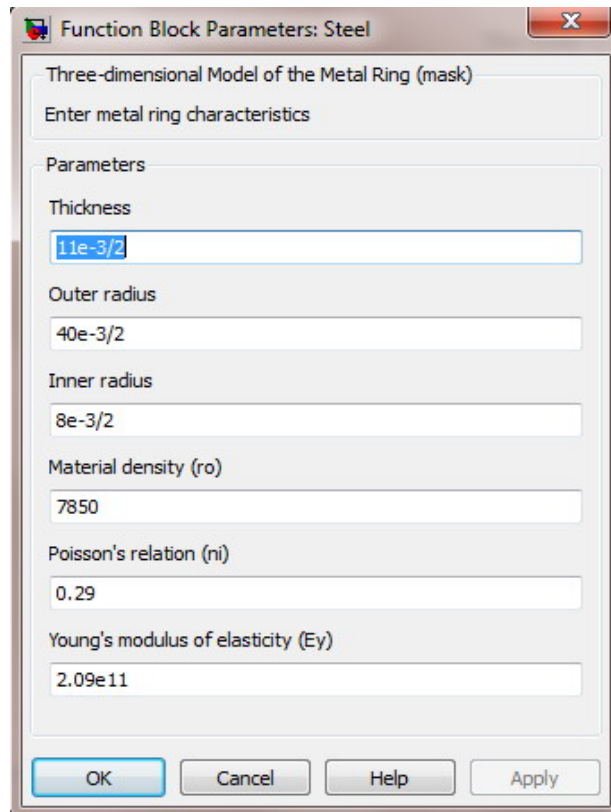 Function Block Parameters: Steel
Three-dimensional Model of the Metal Ring (mask)
Enter metal ring characteristics
Parameters
Thickness
11e-3/2
Outer radius
40e-3/2
Inner radius
8e-3/2
Material density (ro)
7850
Poisson's relation (ni)
0.29
Young's modulus of elasticity (Ey)
2.09e11
OK Cancel Help Apply